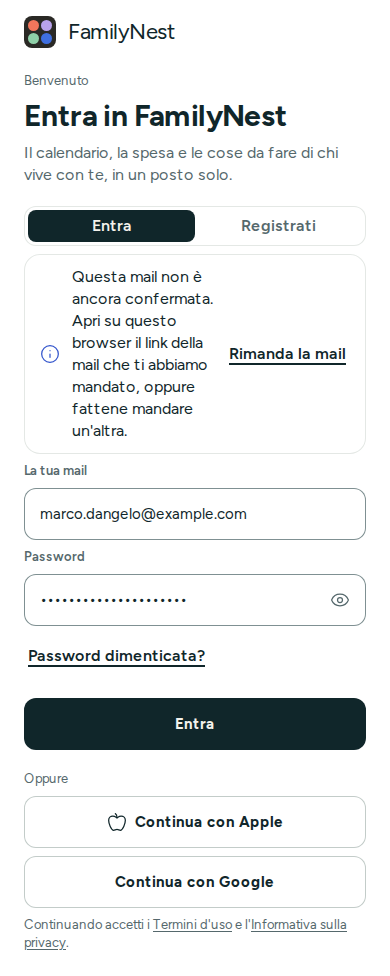 FamilyNest
Benvenuto
Entra in FamilyNest
Il calendario, la spesa e le cose da fare di chi
vive con te, in un posto solo.
Entra
Registrati
Questa mail non è
ancora confermata.
Apri su questo
browser il link della
mail che ti abbiamo
mandato, oppure
fattene mandare
un'altra.
Rimanda la mail
La tua mail
marco.dangelo@example.com
Password
•••••••••••••••••••••
Password dimenticata?
Entra
Oppure
Continua con Apple
Continua con Google
Continuando accetti i Termini d'uso e l'Informativa sulla
privacy.